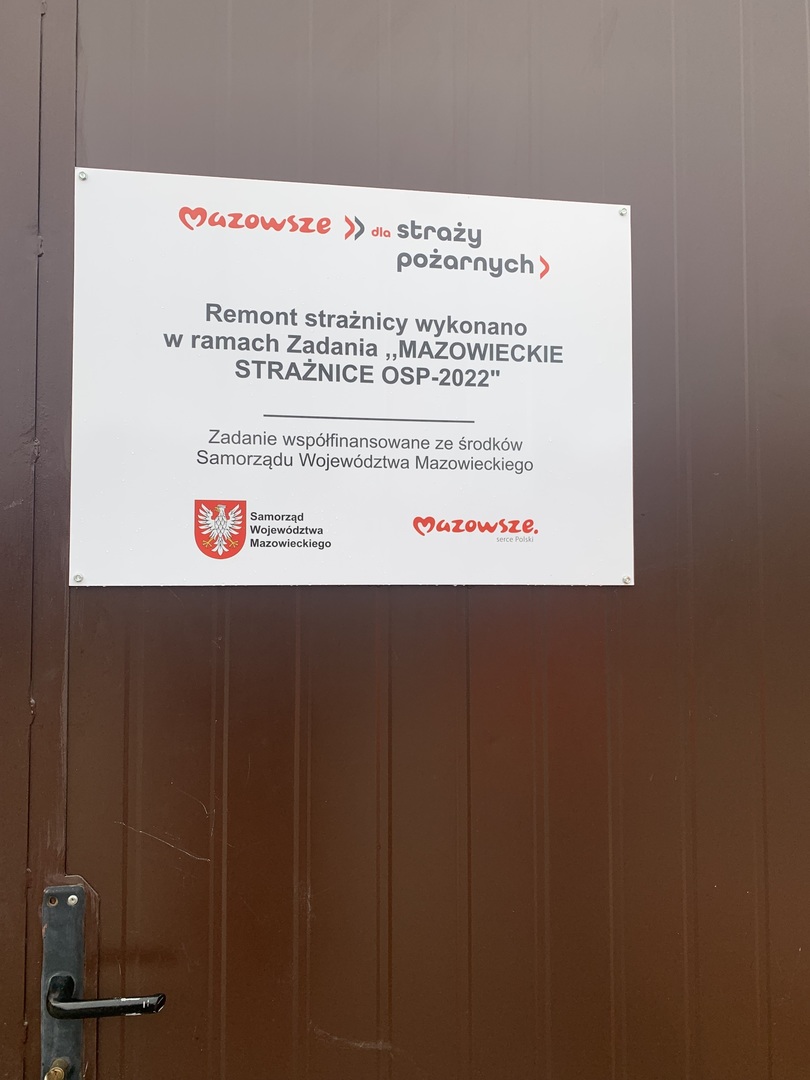 mazowsze dla straży
pożarnych
Remont strażnicy wykonano
w ramach Zadania ,,MAZOWIECKIE
STRAŻNICE OSP-2022"
Zadanie współfinansowane ze środków
Samorządu Województwa Mazowieckiego
Samorząd
Województwa
Mazowieckiego
mazowsze.
serce Polski